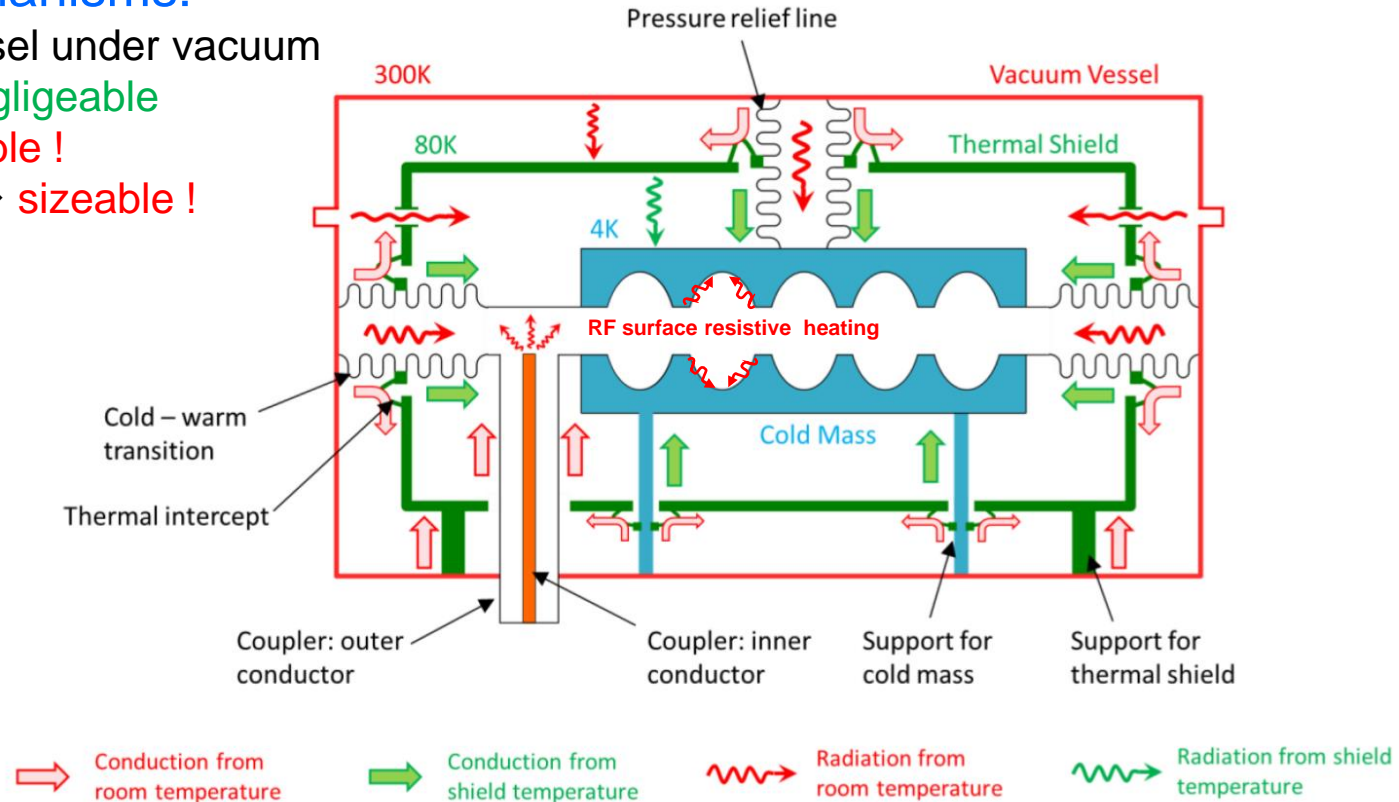 sel under vacuum
Pressure relief line
300K
Vacuum Vessel
gligeable
80K
Thermal Shield
ble !
sizeable !
4K
RF surface resistive heating
Cold – warm
transition
Cold Mass
Thermal intercept
Coupler: outer
conductor
Coupler: inner
conductor
Support for
cold mass
Support for
thermal shield
Conduction from
room temperature
Conduction from
shield temperature
Radiation from
room temperature
Radiation from shield
temperature